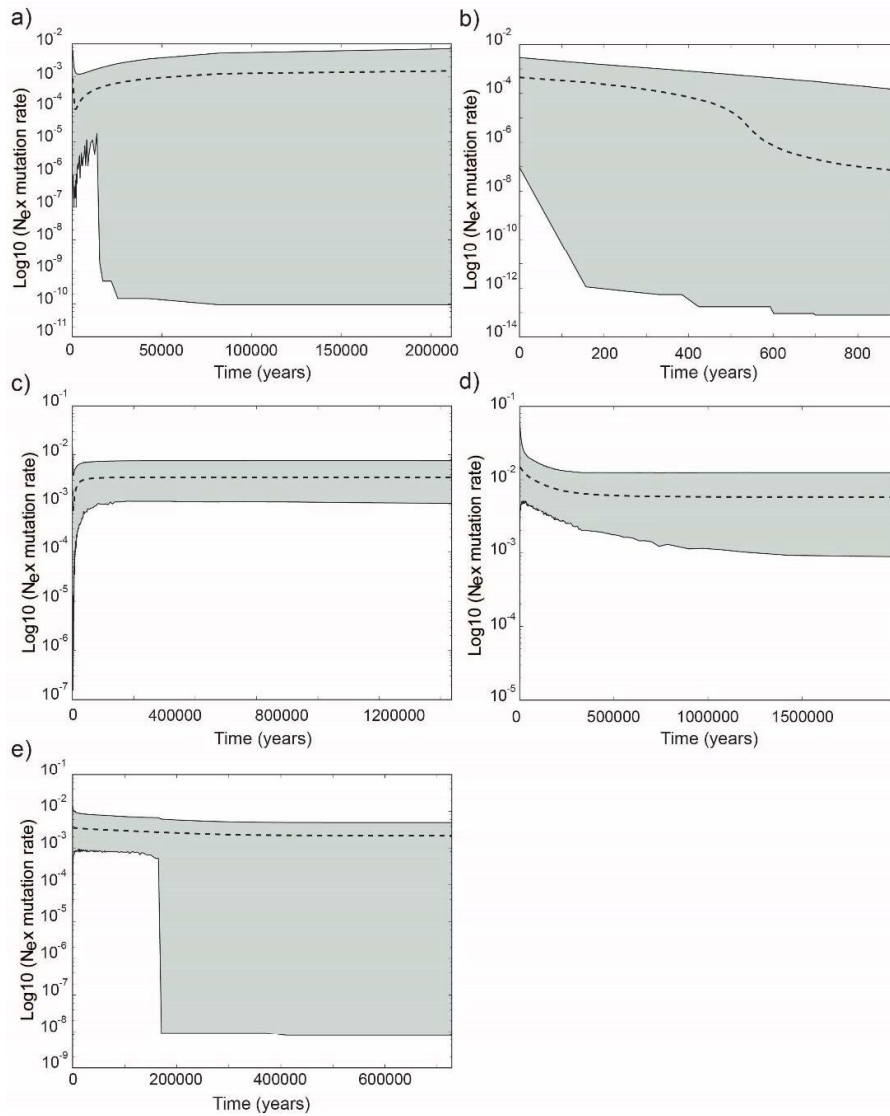 a)
10-2
10-3
10-4
10-5
10-6
10-7
10-8
10-9
10-10
10-11
Log10 (Nex mutation rate)
0 50000 100000 150000 200000
Time (years)
b)
10-2
10-4
10-6
10-8
10-10
10-12
10-14
Log10 (Nex mutation rate)
0 200 400 600 800
Time (years)
c)
10-1
10-2
10-3
10-4
10-5
10-6
10-7
Log10 (Nex mutation rate)
0 400000 800000 1200000
Time (years)
d)
10-1
10-2
10-3
10-4
10-5
Log10 (Nex mutation rate)
0 500000 1000000 1500000
Time (years)
e)
10-1
10-2
10-3
10-4
10-5
10-6
10-7
10-8
10-9
Log10 (Nex mutation rate)
0 200000 400000 600000
Time (years)